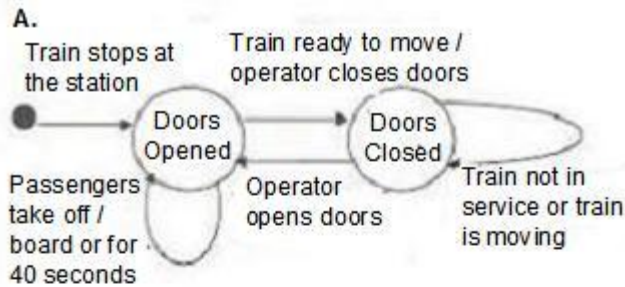 A.
Train stops at
the station
Train ready to move /
operator closes doors
Doors
Opened
Doors
Closed
Passengers
take off /
board or for
40 seconds
Operator
opens doors
Train not in
service or train
is moving